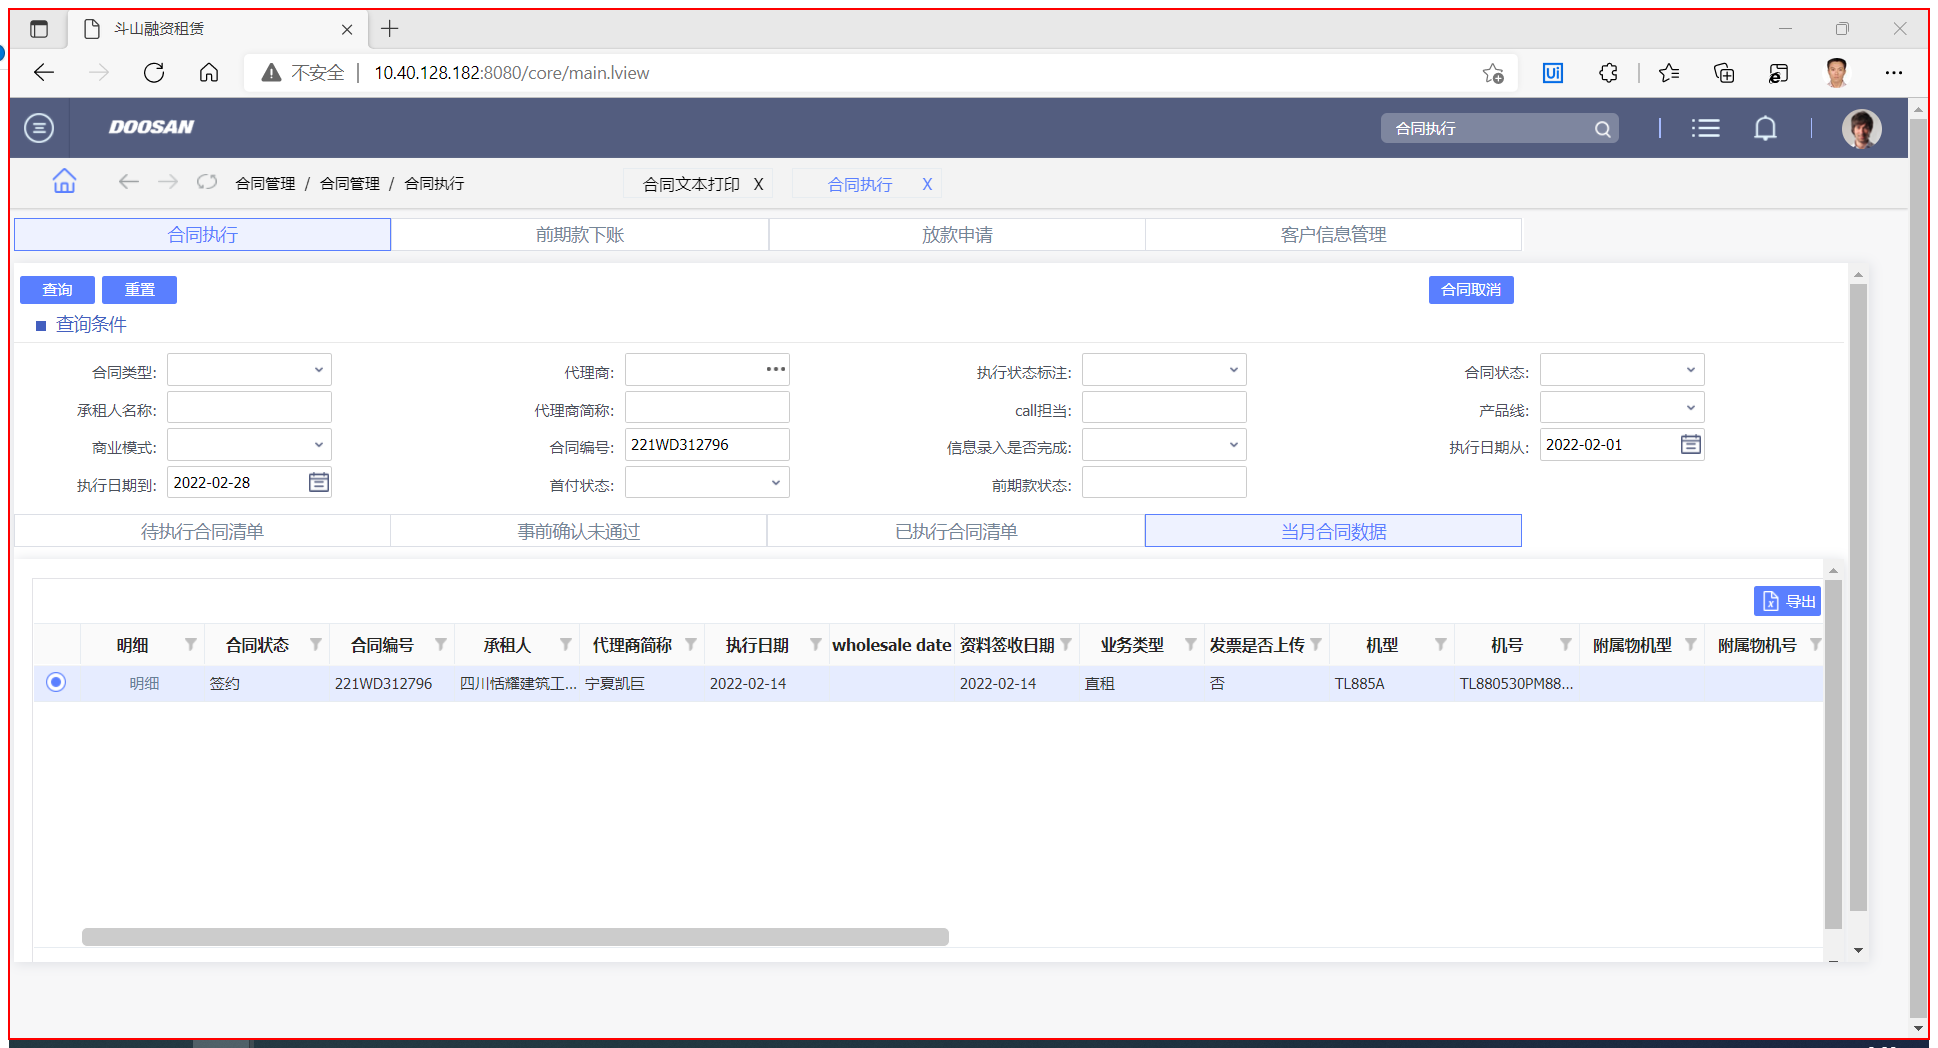 斗山融资租赁
不安全 10.40.128.182:8080/core/main.lview
Ui
DOOSAN 合同执行
合同管理 / 合同管理 / 合同执行 合同文本打印 X 合同执行 X
合同执行 前期款下账 放款申请 客户信息管理
查询 重置 合同取消
查询条件
合同类型: 代理商: 执行状态标注: 合同状态:
承租人名称: 代理商简称: call担当: 产品线:
商业模式: 合同编号: 221WD312796 信息录入是否完成: 执行日期从: 2022-02-01
执行日期到: 2022-02-28 首付状态: 前期款状态:
待执行合同清单 事前确认未通过 已执行合同清单 当月合同数据
导出
明细 合同状态 合同编号 承租人 代理商简称 执行日期 wholesale date 资料签收日期 业务类型 发票是否上传 机型 机号 附属物机型 附属物机号
明细 签约 221WD312796 四川恬耀建筑工... 宁夏凯巨 2022-02-14 2022-02-14 直租 否 TL885A TL880530PM88...